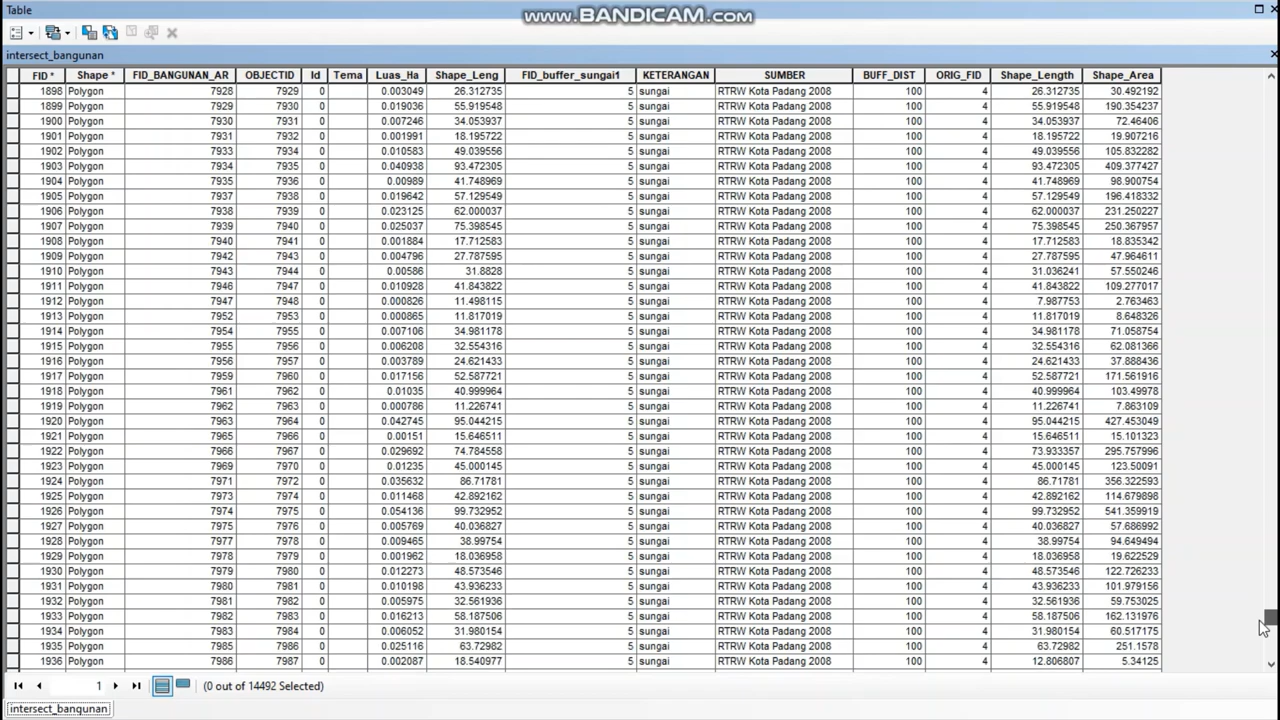 Table
www.BANDICAM.com
intersect_bangunan
FID * Shape * FID_BANGUNAN_AR OBJECTID Id Tema Luas_Ha Shape_Leng FID_buffer_sungai1 KETERANGAN SUMBER BUFF_DIST ORIG_FID Shape_Length Shape_Area
1898 Polygon 7928 7929 0 0.003049 26.312735 5 sungai RTRW Kota Padang 2008 100 4 26.312735 30.492192
1899 Polygon 7929 7930 0 0.019036 55.919548 5 sungai RTRW Kota Padang 2008 100 4 55.919548 190.354237
1900 Polygon 7930 7931 0 0.007246 34.053937 5 sungai RTRW Kota Padang 2008 100 4 34.053937 72.46406
1901 Polygon 7931 7932 0 0.001991 18.195722 5 sungai RTRW Kota Padang 2008 100 4 18.195722 19.907216
1902 Polygon 7933 7934 0 0.010583 49.039556 5 sungai RTRW Kota Padang 2008 100 4 49.039556 105.832282
1903 Polygon 7934 7935 0 0.040938 93.472305 5 sungai RTRW Kota Padang 2008 100 4 93.472305 409.377427
1904 Polygon 7935 7936 0 0.00989 41.748969 5 sungai RTRW Kota Padang 2008 100 4 41.748969 98.900754
1905 Polygon 7937 7938 0 0.019642 57.129549 5 sungai RTRW Kota Padang 2008 100 4 57.129549 196.418332
1906 Polygon 7938 7939 0 0.023125 62.000037 5 sungai RTRW Kota Padang 2008 100 4 62.000037 231.250227
1907 Polygon 7939 7940 0 0.025037 75.398545 5 sungai RTRW Kota Padang 2008 100 4 75.398545 250.367957
1908 Polygon 7940 7941 0 0.001884 17.712583 5 sungai RTRW Kota Padang 2008 100 4 17.712583 18.835342
1909 Polygon 7942 7943 0 0.004796 27.787595 5 sungai RTRW Kota Padang 2008 100 4 27.787595 47.964611
1910 Polygon 7943 7944 0 0.00586 31.8828 5 sungai RTRW Kota Padang 2008 100 4 31.036241 57.550246
1911 Polygon 7946 7947 0 0.010928 41.843822 5 sungai RTRW Kota Padang 2008 100 4 41.843822 109.277017
1912 Polygon 7947 7948 0 0.000826 11.498115 5 sungai RTRW Kota Padang 2008 100 4 7.987753 2.763463
1913 Polygon 7952 7953 0 0.000865 11.817019 5 sungai RTRW Kota Padang 2008 100 4 11.817019 8.648326
1914 Polygon 7954 7955 0 0.007106 34.981178 5 sungai RTRW Kota Padang 2008 100 4 34.981178 71.058754
1915 Polygon 7955 7956 0 0.006208 32.554316 5 sungai RTRW Kota Padang 2008 100 4 32.554316 62.081366
1916 Polygon 7956 7957 0 0.003789 24.621433 5 sungai RTRW Kota Padang 2008 100 4 24.621433 37.888436
1917 Polygon 7959 7960 0 0.017156 52.587721 5 sungai RTRW Kota Padang 2008 100 4 52.587721 171.561916
1918 Polygon 7961 7962 0 0.01035 40.999964 5 sungai RTRW Kota Padang 2008 100 4 40.999964 103.49978
1919 Polygon 7962 7963 0 0.000786 11.226741 5 sungai RTRW Kota Padang 2008 100 4 11.226741 7.863109
1920 Polygon 7963 7964 0 0.042745 95.044215 5 sungai RTRW Kota Padang 2008 100 4 95.044215 427.453049
1921 Polygon 7965 7966 0 0.00151 15.646511 5 sungai RTRW Kota Padang 2008 100 4 15.646511 15.101323
1922 Polygon 7966 7967 0 0.029692 74.784558 5 sungai RTRW Kota Padang 2008 100 4 73.933357 295.757996
1923 Polygon 7969 7970 0 0.01235 45.000145 5 sungai RTRW Kota Padang 2008 100 4 45.000145 123.50091
1924 Polygon 7971 7972 0 0.035632 86.71781 5 sungai RTRW Kota Padang 2008 100 4 86.71781 356.322593
1925 Polygon 7973 7974 0 0.011468 42.892162 5 sungai RTRW Kota Padang 2008 100 4 42.892162 114.679898
1926 Polygon 7974 7975 0 0.054136 99.732952 5 sungai RTRW Kota Padang 2008 100 4 99.732952 541.359919
1927 Polygon 7975 7976 0 0.005769 40.036827 5 sungai RTRW Kota Padang 2008 100 4 40.036827 57.686992
1928 Polygon 7977 7978 0 0.009465 38.99754 5 sungai RTRW Kota Padang 2008 100 4 38.99754 94.649494
1929 Polygon 7978 7979 0 0.001962 18.036958 5 sungai RTRW Kota Padang 2008 100 4 18.036958 19.622529
1930 Polygon 7979 7980 0 0.012273 48.573546 5 sungai RTRW Kota Padang 2008 100 4 48.573546 122.726233
1931 Polygon 7980 7981 0 0.010198 43.936233 5 sungai RTRW Kota Padang 2008 100 4 43.936233 101.979156
1932 Polygon 7981 7982 0 0.005975 32.561936 5 sungai RTRW Kota Padang 2008 100 4 32.561936 59.753025
1933 Polygon 7982 7983 0 0.016213 58.187506 5 sungai RTRW Kota Padang 2008 100 4 58.187506 162.131976
1934 Polygon 7983 7984 0 0.006052 31.980154 5 sungai RTRW Kota Padang 2008 100 4 31.980154 60.517175
1935 Polygon 7985 7986 0 0.025116 63.72982 5 sungai RTRW Kota Padang 2008 100 4 63.72982 251.1578
1936 Polygon 7986 7987 0 0.002087 18.540977 5 sungai RTRW Kota Padang 2008 100 4 12.806807 5.34125
1 (0 out of 14492 Selected)
intersect_bangunan